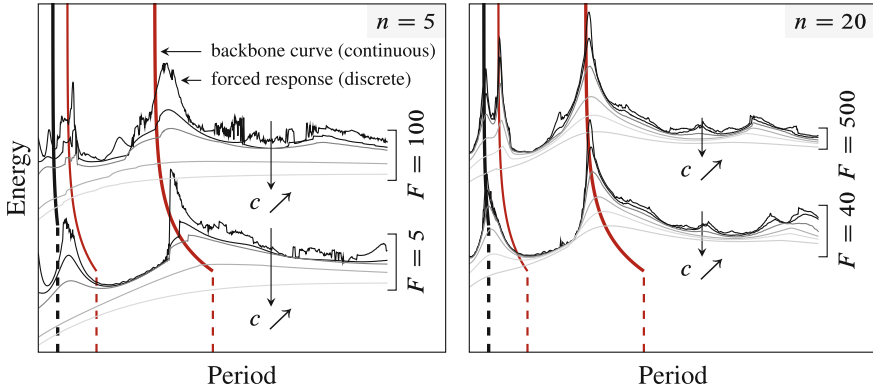 n = 5
backbone curve (continuous)
forced response (discrete)
F = 100
c
F = 5
c
Energy
Period
n = 20
F = 500
c
F = 40
c
Period